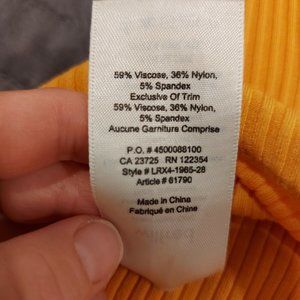 59% Viscose, 36% Nylon,
5% Spandex
Exclusive Of Trim
59% Viscose, 36% Nylon,
5% Spandex
Aucune Garniture Comprise
P.O. # 4500088100
CA 23725 RN 122354
Style # LRX4-1965-28
Article # 61790
Made in China
Fabriqué en Chine